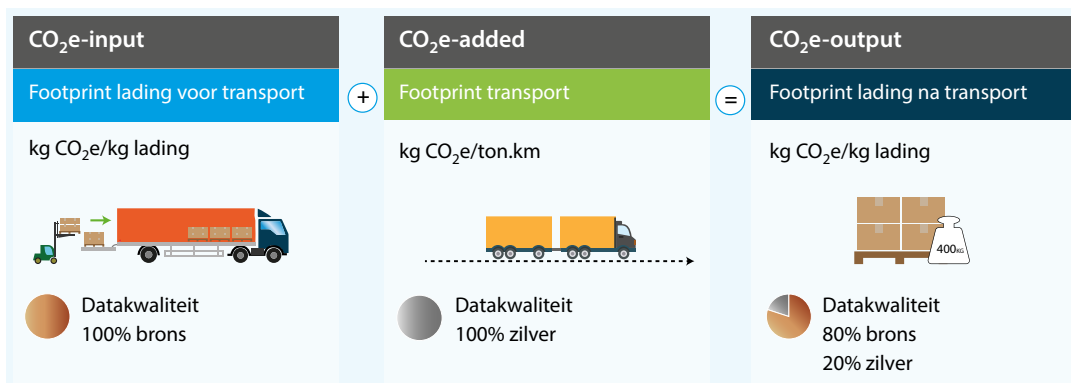 CO₂e-input
Footprint lading voor transport
kg CO₂e/kg lading
Datakwaliteit
100% brons
+
CO₂e-added
Footprint transport
kg CO₂e/ton.km
Datakwaliteit
100% zilver
=
CO₂e-output
Footprint lading na transport
kg CO₂e/kg lading
400KG
Datakwaliteit
80% brons
20% zilver